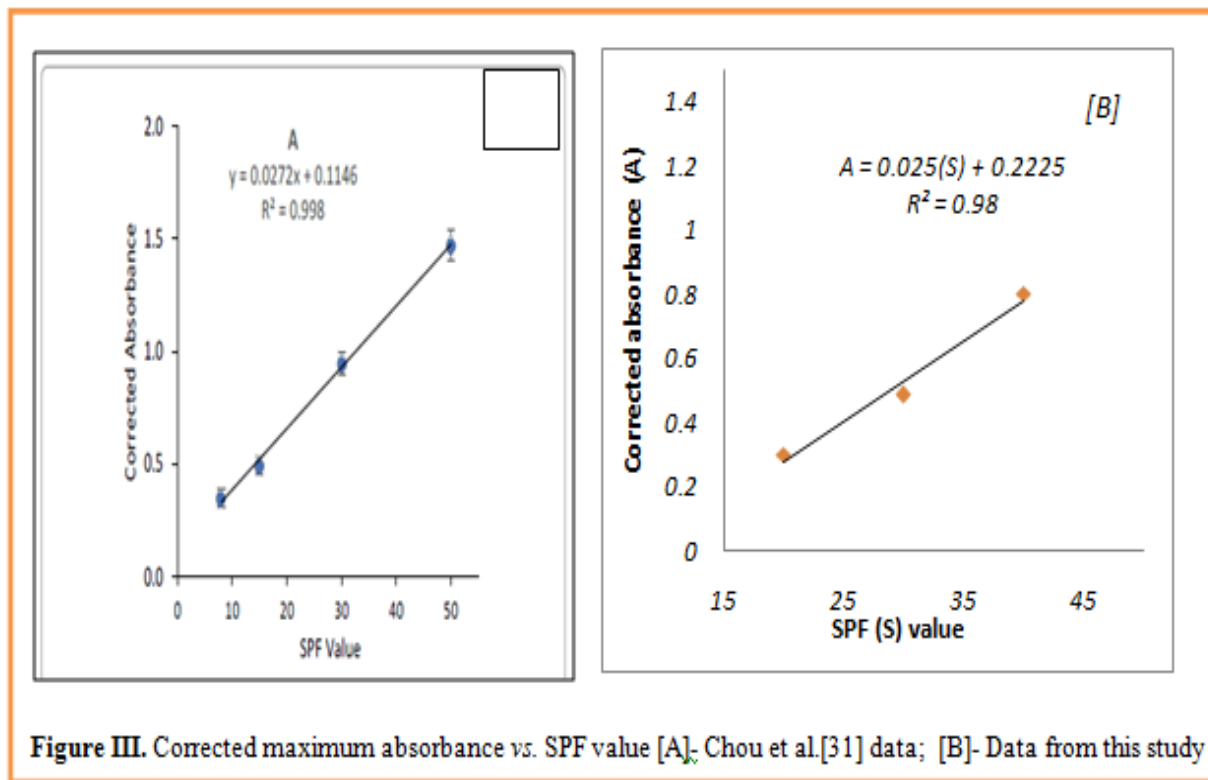 A
y = 0.0272x + 0.1146
R² = 0.998
2.0
1.5
1.0
0.5
0.0
Corrected Absorbance
0 10 20 30 40 50
SPF Value
[B]
A = 0.025(S) + 0.2225
R² = 0.98
1.4
1.2
1
0.8
0.6
0.4
0.2
0
Corrected absorbance (A)
15 25 35 45
SPF (S) value
Figure III. Corrected maximum absorbance vs. SPF value [A]- Chou et al.[31] data; [B]- Data from this study